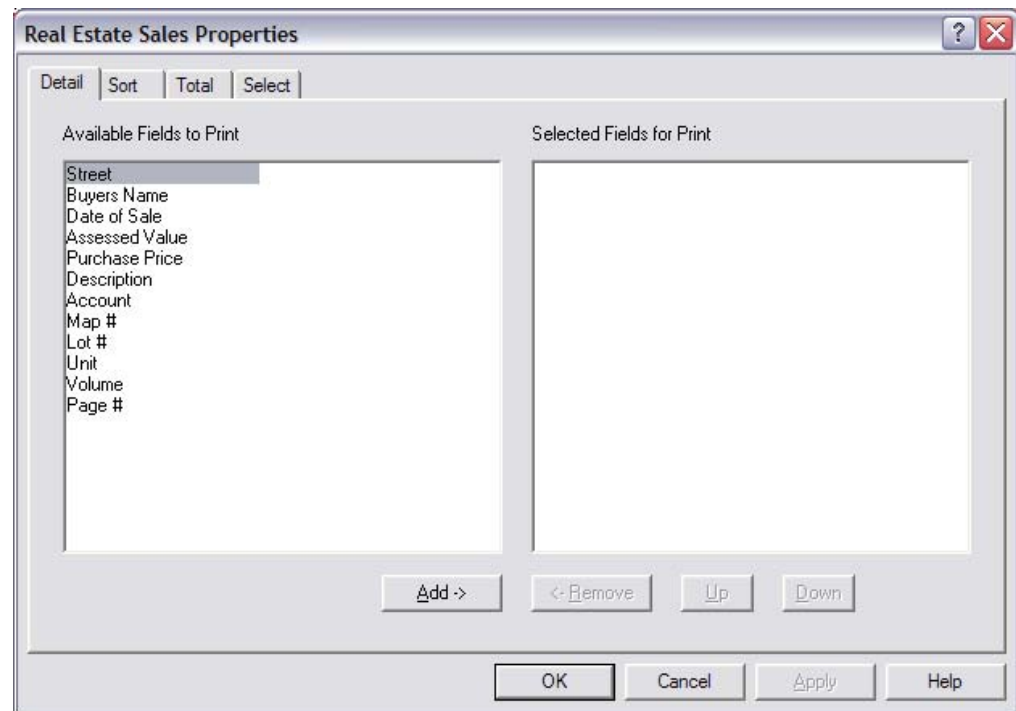 Real Estate Sales Properties
?
Detail Sort Total Select
Available Fields to Print
Selected Fields for Print
Street
Buyers Name
Date of Sale
Assessed Value
Purchase Price
Description
Account
Map #
Lot #
Unit
Volume
Page #
Add -> <- Remove Up Down
OK Cancel Apply Help